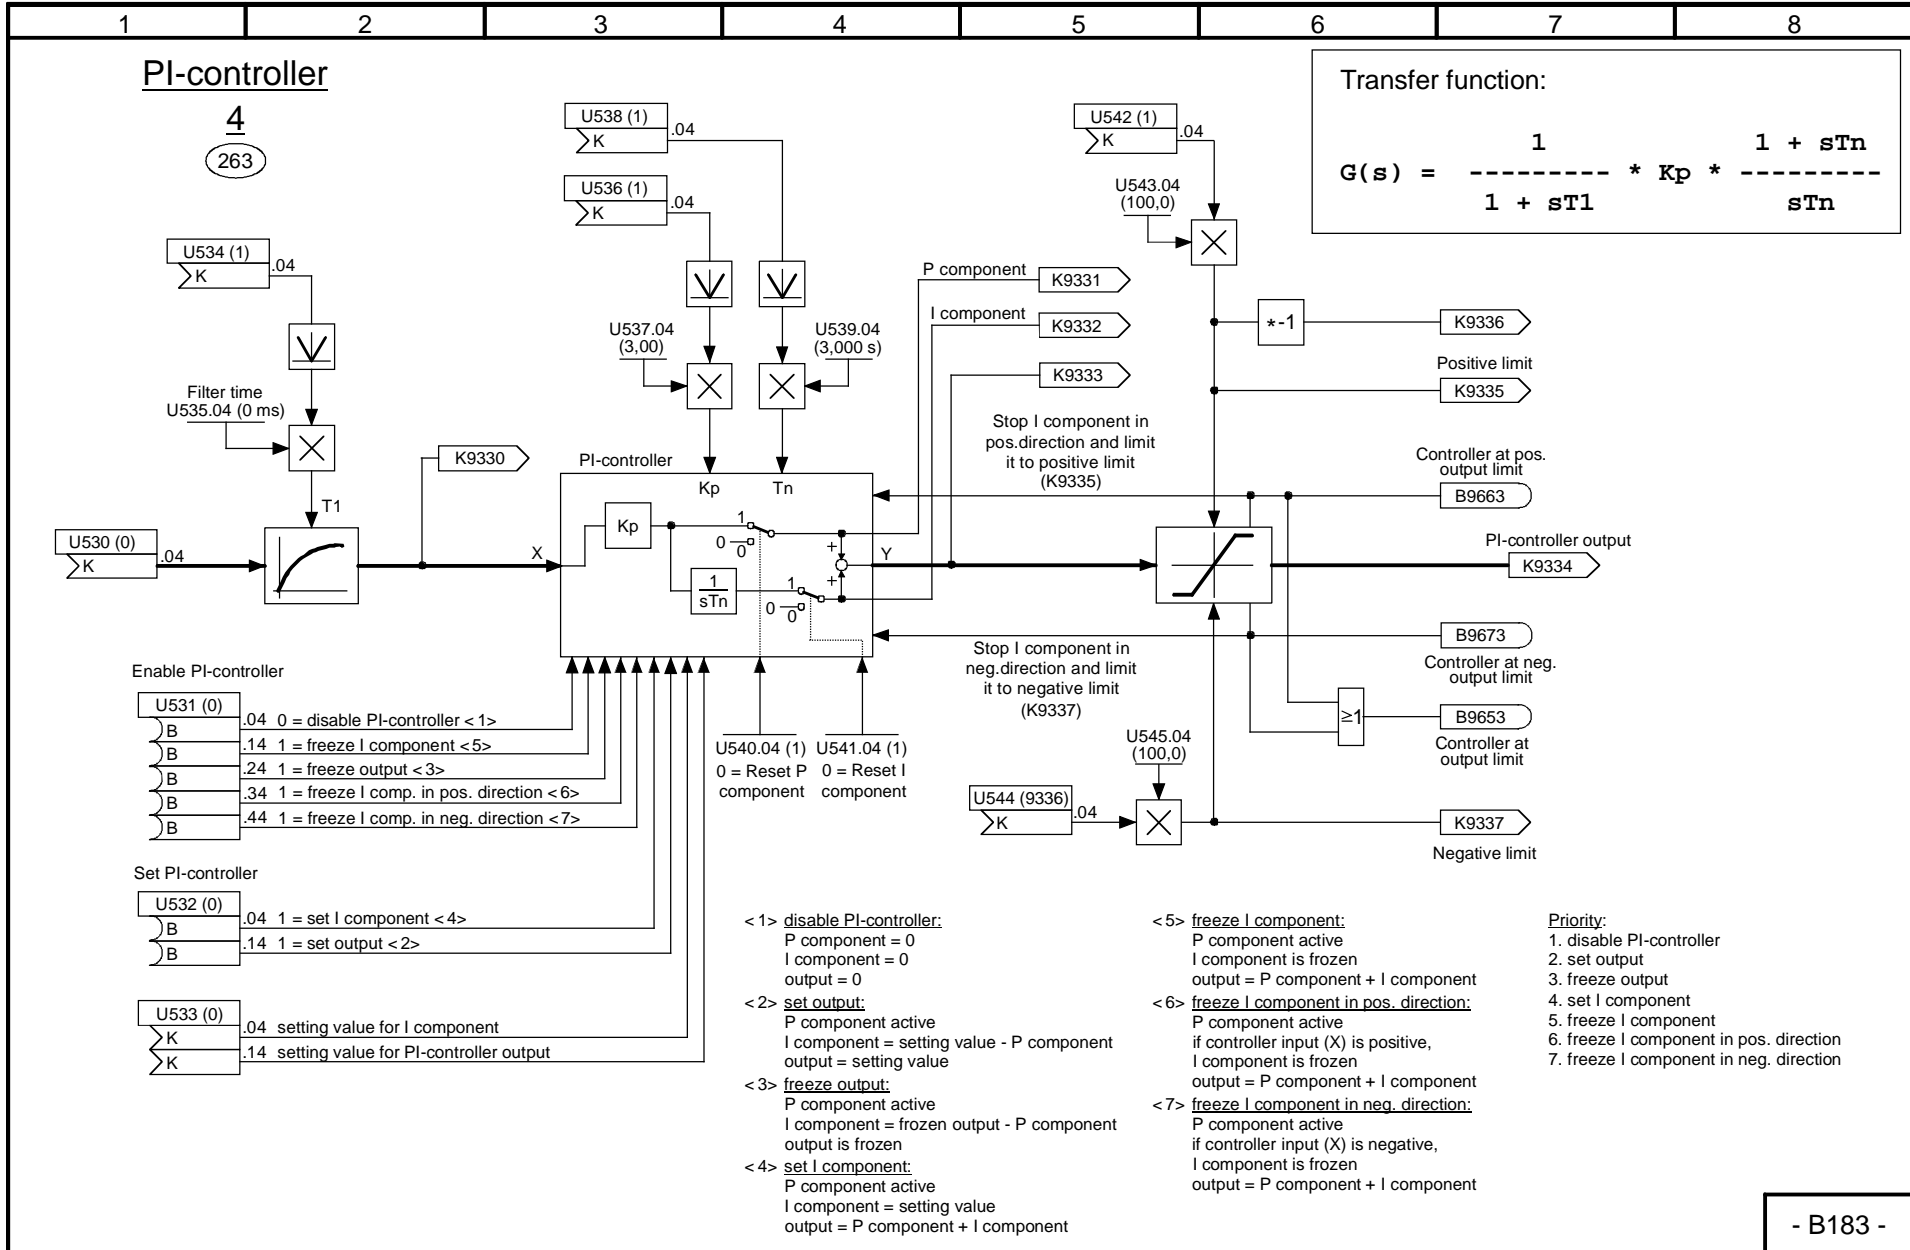 1 2 3 4 5 6 7 8
PI-controller
4
263
Transfer function:
1 1 + sTn
G(s) = --------- * Kp * ---------
1 + sT1 sTn
U538 (1)
K
.04
U536 (1)
K
.04
U542 (1)
K
.04
U543.04
(100,0)
U534 (1)
K
.04
P component
K9331
I component
K9332
K9333
*-1
K9336
Positive limit
K9335
U537.04
(3,00)
U539.04
(3,000 s)
Filter time
U535.04 (0 ms)
K9330
T1
PI-controller
Kp
Tn
Stop I component in
pos.direction and limit
it to positive limit
(K9335)
Controller at pos.
output limit
B9663
U530 (0)
K
.04
X
Kp
1
0
0
+
Y
+
1
sTn
1
0
0
PI-controller output
K9334
B9673
Controller at neg.
output limit
Stop I component in
neg.direction and limit
it to negative limit
(K9337)
≥1
B9653
Controller at
output limit
Enable PI-controller
U531 (0)
B .04 0 = disable PI-controller <1>
B .14 1 = freeze I component <5>
B .24 1 = freeze output <3>
B .34 1 = freeze I comp. in pos. direction <6>
B .44 1 = freeze I comp. in neg. direction <7>
U540.04 (1)
0 = Reset P
component
U541.04 (1)
0 = Reset I
component
U545.04
(100,0)
U544 (9336)
K
.04
K9337
Negative limit
Set PI-controller
U532 (0)
B .04 1 = set I component <4>
B .14 1 = set output <2>
U533 (0)
K .04 setting value for I component
K .14 setting value for PI-controller output
<1> disable PI-controller:
P component = 0
I component = 0
output = 0
<2> set output:
P component active
I component = setting value - P component
output = setting value
<3> freeze output:
P component active
I component = frozen output - P component
output is frozen
<4> set I component:
P component active
I component = setting value
output = P component + I component
<5> freeze I component:
P component active
I component is frozen
output = P component + I component
<6> freeze I component in pos. direction:
P component active
if controller input (X) is positive,
I component is frozen
output = P component + I component
<7> freeze I component in neg. direction:
P component active
if controller input (X) is negative,
I component is frozen
output = P component + I component
Priority:
1. disable PI-controller
2. set output
3. freeze output
4. set I component
5. freeze I component
6. freeze I component in pos. direction
7. freeze I component in neg. direction
- B183 -